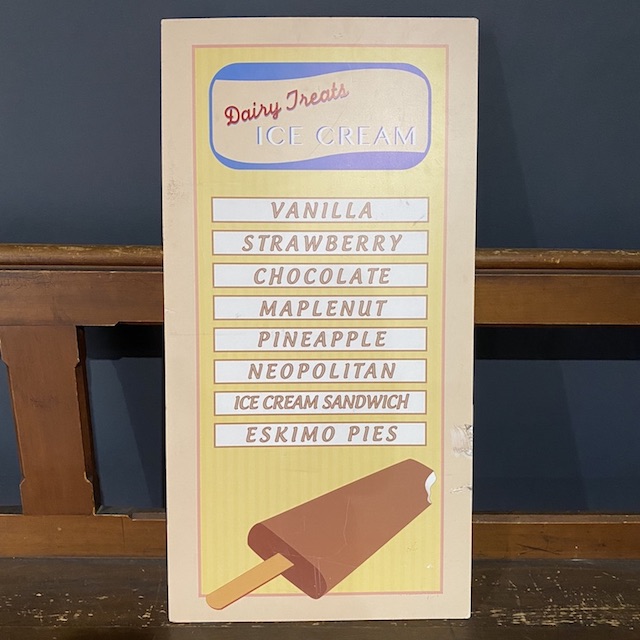 Dairy Treats
ICE CREAM
VANILLA
STRAWBERRY
CHOCOLATE
MAPLENUT
PINEAPPLE
NEOPOLITAN
ICE CREAM SANDWICH
ESKIMO PIES